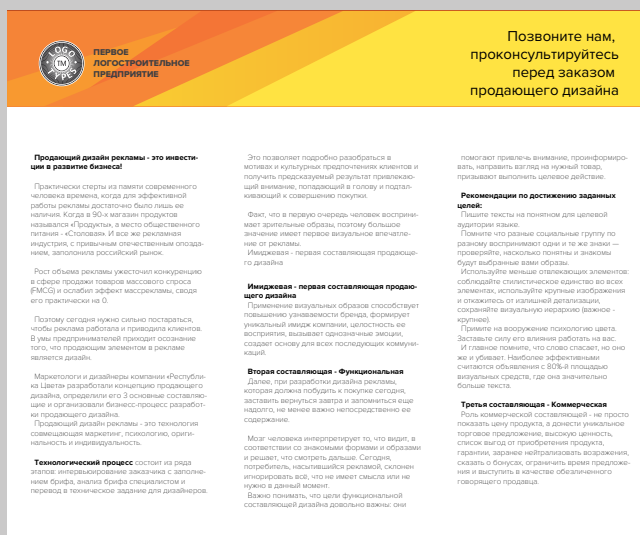 LOGO
TM
TYPES
ПЕРВОЕ
ЛОГОСТРОИТЕЛЬНОЕ
ПРЕДПРИЯТИЕ
Позвоните нам,
проконсультируйтесь
перед заказом
продающего дизайна
Продающий дизайн рекламы - это инвести-
ции в развитие бизнеса!
Практически стерты из памяти современного
человека времена, когда для эффективной
работы рекламы достаточно было лишь ее
наличия. Когда в 90-х магазин продуктов
назывался «Продукты», а место общественного
питания - «Столовая». И все же рекламная
индустрия, с привычным отечественным опозда-
нием, заполнила российский рынок.
Рост объема рекламы ужесточил конкуренцию
в сфере продажи товаров массового спроса
(FMCG) и ослабил эффект массрекламы, сводя
его практически на 0.
Поэтому сегодня нужно сильно постараться,
чтобы реклама работала и приводила клиентов.
В умы предпринимателей приходит осознание
того, что продающим элементом в рекламе
является дизайн.
Маркетологи и дизайнеры компании «Республи-
ка Цвета» разработали концепцию продающего
дизайна, определили его 3 основные составляю-
щие и организовали бизнес-процесс разработ-
ки продающего дизайна.
Продающий дизайн рекламы - это технология
совмещающая маркетинг, психологию, ориги-
нальность и индивидуальность.
Технологический процесс состоит из ряда
этапов: интервьюирование заказчика с заполне-
нием брифа, анализ брифа специалистом и
перевод в техническое задание для дизайнеров.
Это позволяет подробно разобраться в
мотивах и культурных предпочтениях клиентов и
получить предсказуемый результат привлекаю-
щий внимание, попадающий в голову и подтал-
кивающий к совершению покупки.
Факт, что в первую очередь человек восприни-
мает зрительные образы, поэтому большое
значение имеет первое визуальное впечатле-
ние от рекламы.
Имиджевая - первая составляющая продающе-
го дизайна
Имиджевая - первая составляющая продаю-
щего дизайна
Применение визуальных образов способствует
повышению узнаваемости бренда, формирует
уникальный имидж компании, целостность ее
восприятия, вызывает однозначные эмоции,
создает основу для всех последующих коммуни-
каций.
Вторая составляющая - Функциональная
Далее, при разработки дизайна рекламы,
которая должна побудить к покупке сегодня,
заставить вернуться завтра и запомниться еще
надолго, не менее важно непосредственно ее
содержание.
Мозг человека интерпретирует то, что видит, в
соответствии со знакомыми формами и образами
и решает, что смотреть дальше. Сегодня,
потребитель, насытившийся рекламой, склонен
игнорировать всё, что не имеет смысла или не
нужно в данный момент.
Важно понимать, что цели функциональной
составляющей дизайна довольно важны: они
помогают привлечь внимание, проинформиро-
вать, направить взгляд на нужный товар,
призывают выполнить целевое действие.
Рекомендации по достижению заданных
целей:
Пишите тексты на понятном для целевой
аудитории языке.
Помните что разные социальные группу по
разному воспринимают одни и те же знаки —
проверяйте, насколько понятны и знакомы
будут выбранные вами образы.
Используйте меньше отвлекающих элементов:
соблюдайте стилистическое единство во всех
элементах, используйте крупные изображения
и откажитесь от излишней детализации,
сохраняйте визуальную иерархию (важное -
крупнее).
Примите на вооружение психологию цвета.
Заставьте силу его влияния работать на вас.
И главное помните, что слово спасает, но оно
же и убивает. Наиболее эффективными
считаются объявления с 80%-й площадью
визуальных средств, где она значительно
больше текста.
Третья составляющая - Коммерческая
Роль коммерческой составляющей - не просто
показать цену продукта, а донести уникальное
торговое предложение, высокую ценность,
список выгод от приобретения продукта,
гарантии, заранее нейтрализовать возражения,
сказать о бонусах, ограничить время предложе-
ния и выступить в качестве обезличенного
говорящего продавца.